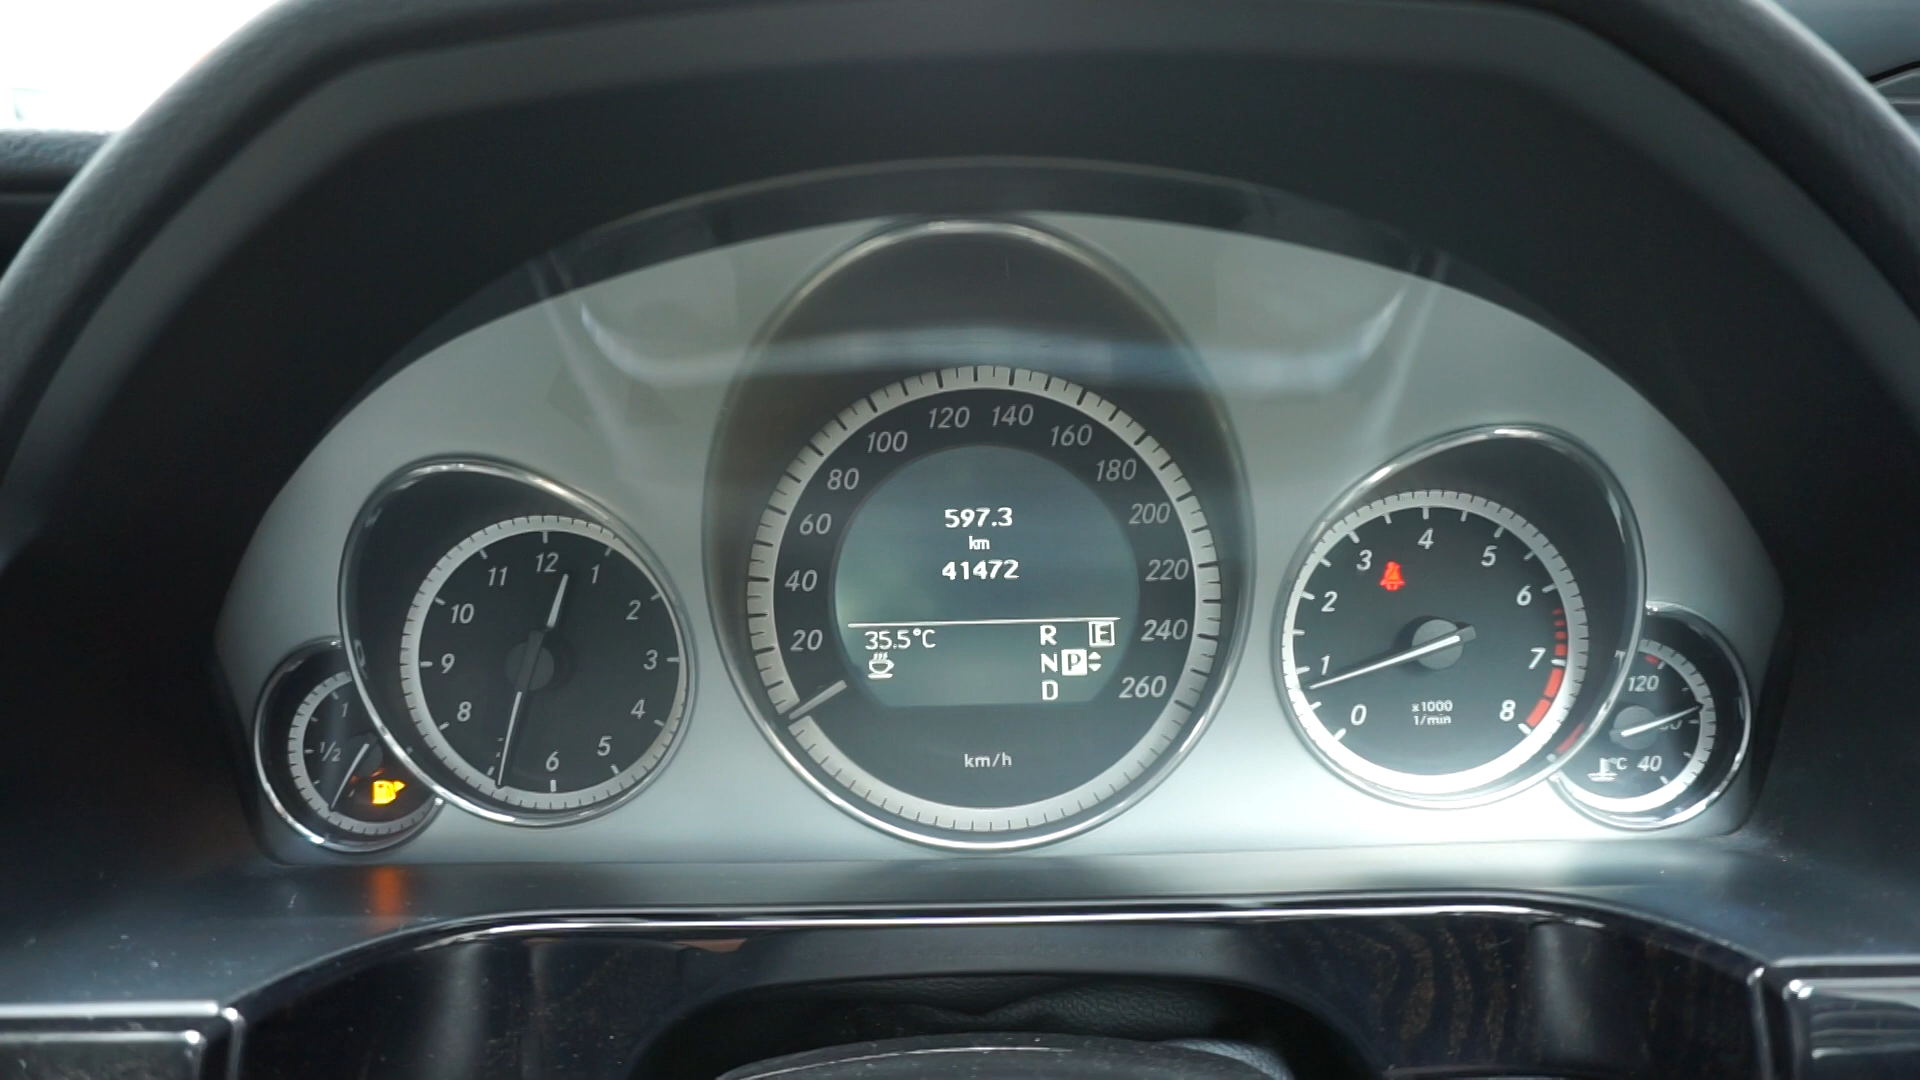 597.3
km
41472
35.5°C
R E
N P
D
20 40 60 80 100 120 140 160 180 200 220 240 260
km/h
12 1 2 3 4 5 6 8 9 10 11
1 1/2
0 1 2 3 4 5 6 7 8
x1000
1/min
120
°C 40